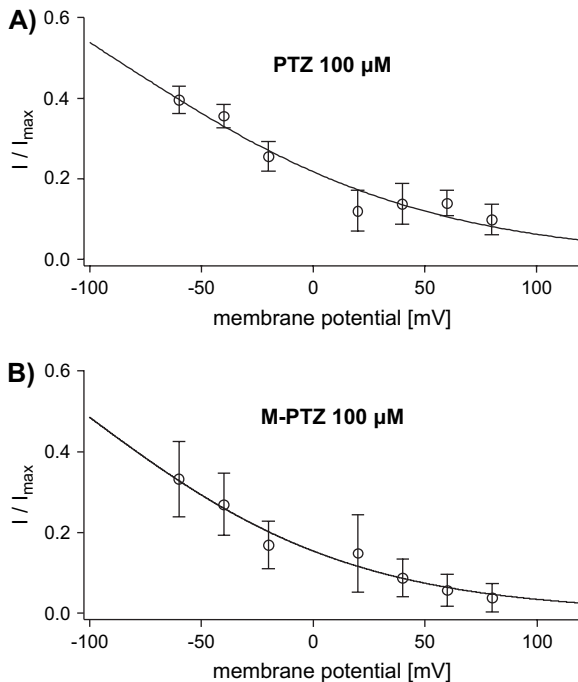 A)
PTZ 100 µM
I / Imax
0.6
0.4
0.2
0.0
-100 -50 0 50 100
membrane potential [mV]
B)
M-PTZ 100 µM
I / Imax
0.6
0.4
0.2
0.0
-100 -50 0 50 100
membrane potential [mV]